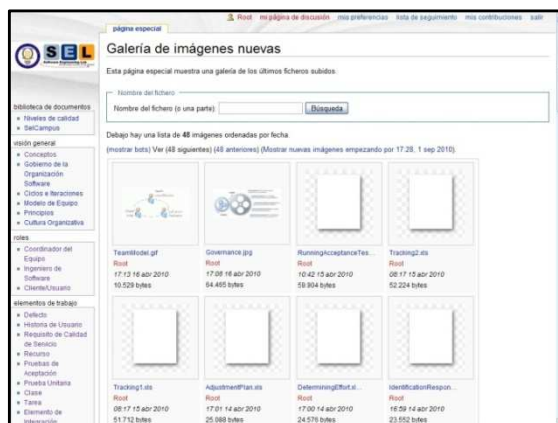 Root mi página de discusión mis preferencias lista de seguimiento mis contribuciones salir
página especial
SEL
Galería de imágenes nuevas
Esta página especial muestra una galería de los últimos ficheros subidos.
Nombre del fichero
Nombre del fichero (o una parte): Búsqueda
Debajo hay una lista de 48 imágenes ordenadas por fecha.
(mostrar bots) Ver (48 siguientes) (48 anteriores) (Mostrar nuevas imágenes empezando por 17:28, 1 sep 2010).
biblioteca de documentos
Niveles de calidad
SelCampus
visión general
Conceptos
Gobierno de la
Organización
Software
Ciclos e Iteraciones
Modelo de Equipo
Principios
Cultura Organizativa
roles
Coordinador del
Equipo
Ingeniero de
Software
Cliente/Usuario
elementos de trabajo
Defecto
Historia de Usuario
Requisito de Calidad
de Servicio
Recurso
Pruebas de
Aceptación
Prueba Unitaria
Clase
Tarea
Elemento de
Integración
TeamModel.gif
Root
17:13 16 abr 2010
10.529 bytes
Governance.jpg
Root
17:08 16 abr 2010
64.465 bytes
RunningAcceptanceTes...
Root
10:42 15 abr 2010
58.904 bytes
Tracking2.xls
Root
08:17 15 abr 2010
52.224 bytes
Tracking1.xls
Root
08:17 15 abr 2010
51.712 bytes
AdjustmentPlan.xls
Root
17:01 14 abr 2010
25.088 bytes
DeterminingEffort.xl...
Root
17:00 14 abr 2010
24.576 bytes
IdentificationRespon...
Root
16:59 14 abr 2010
23.552 bytes